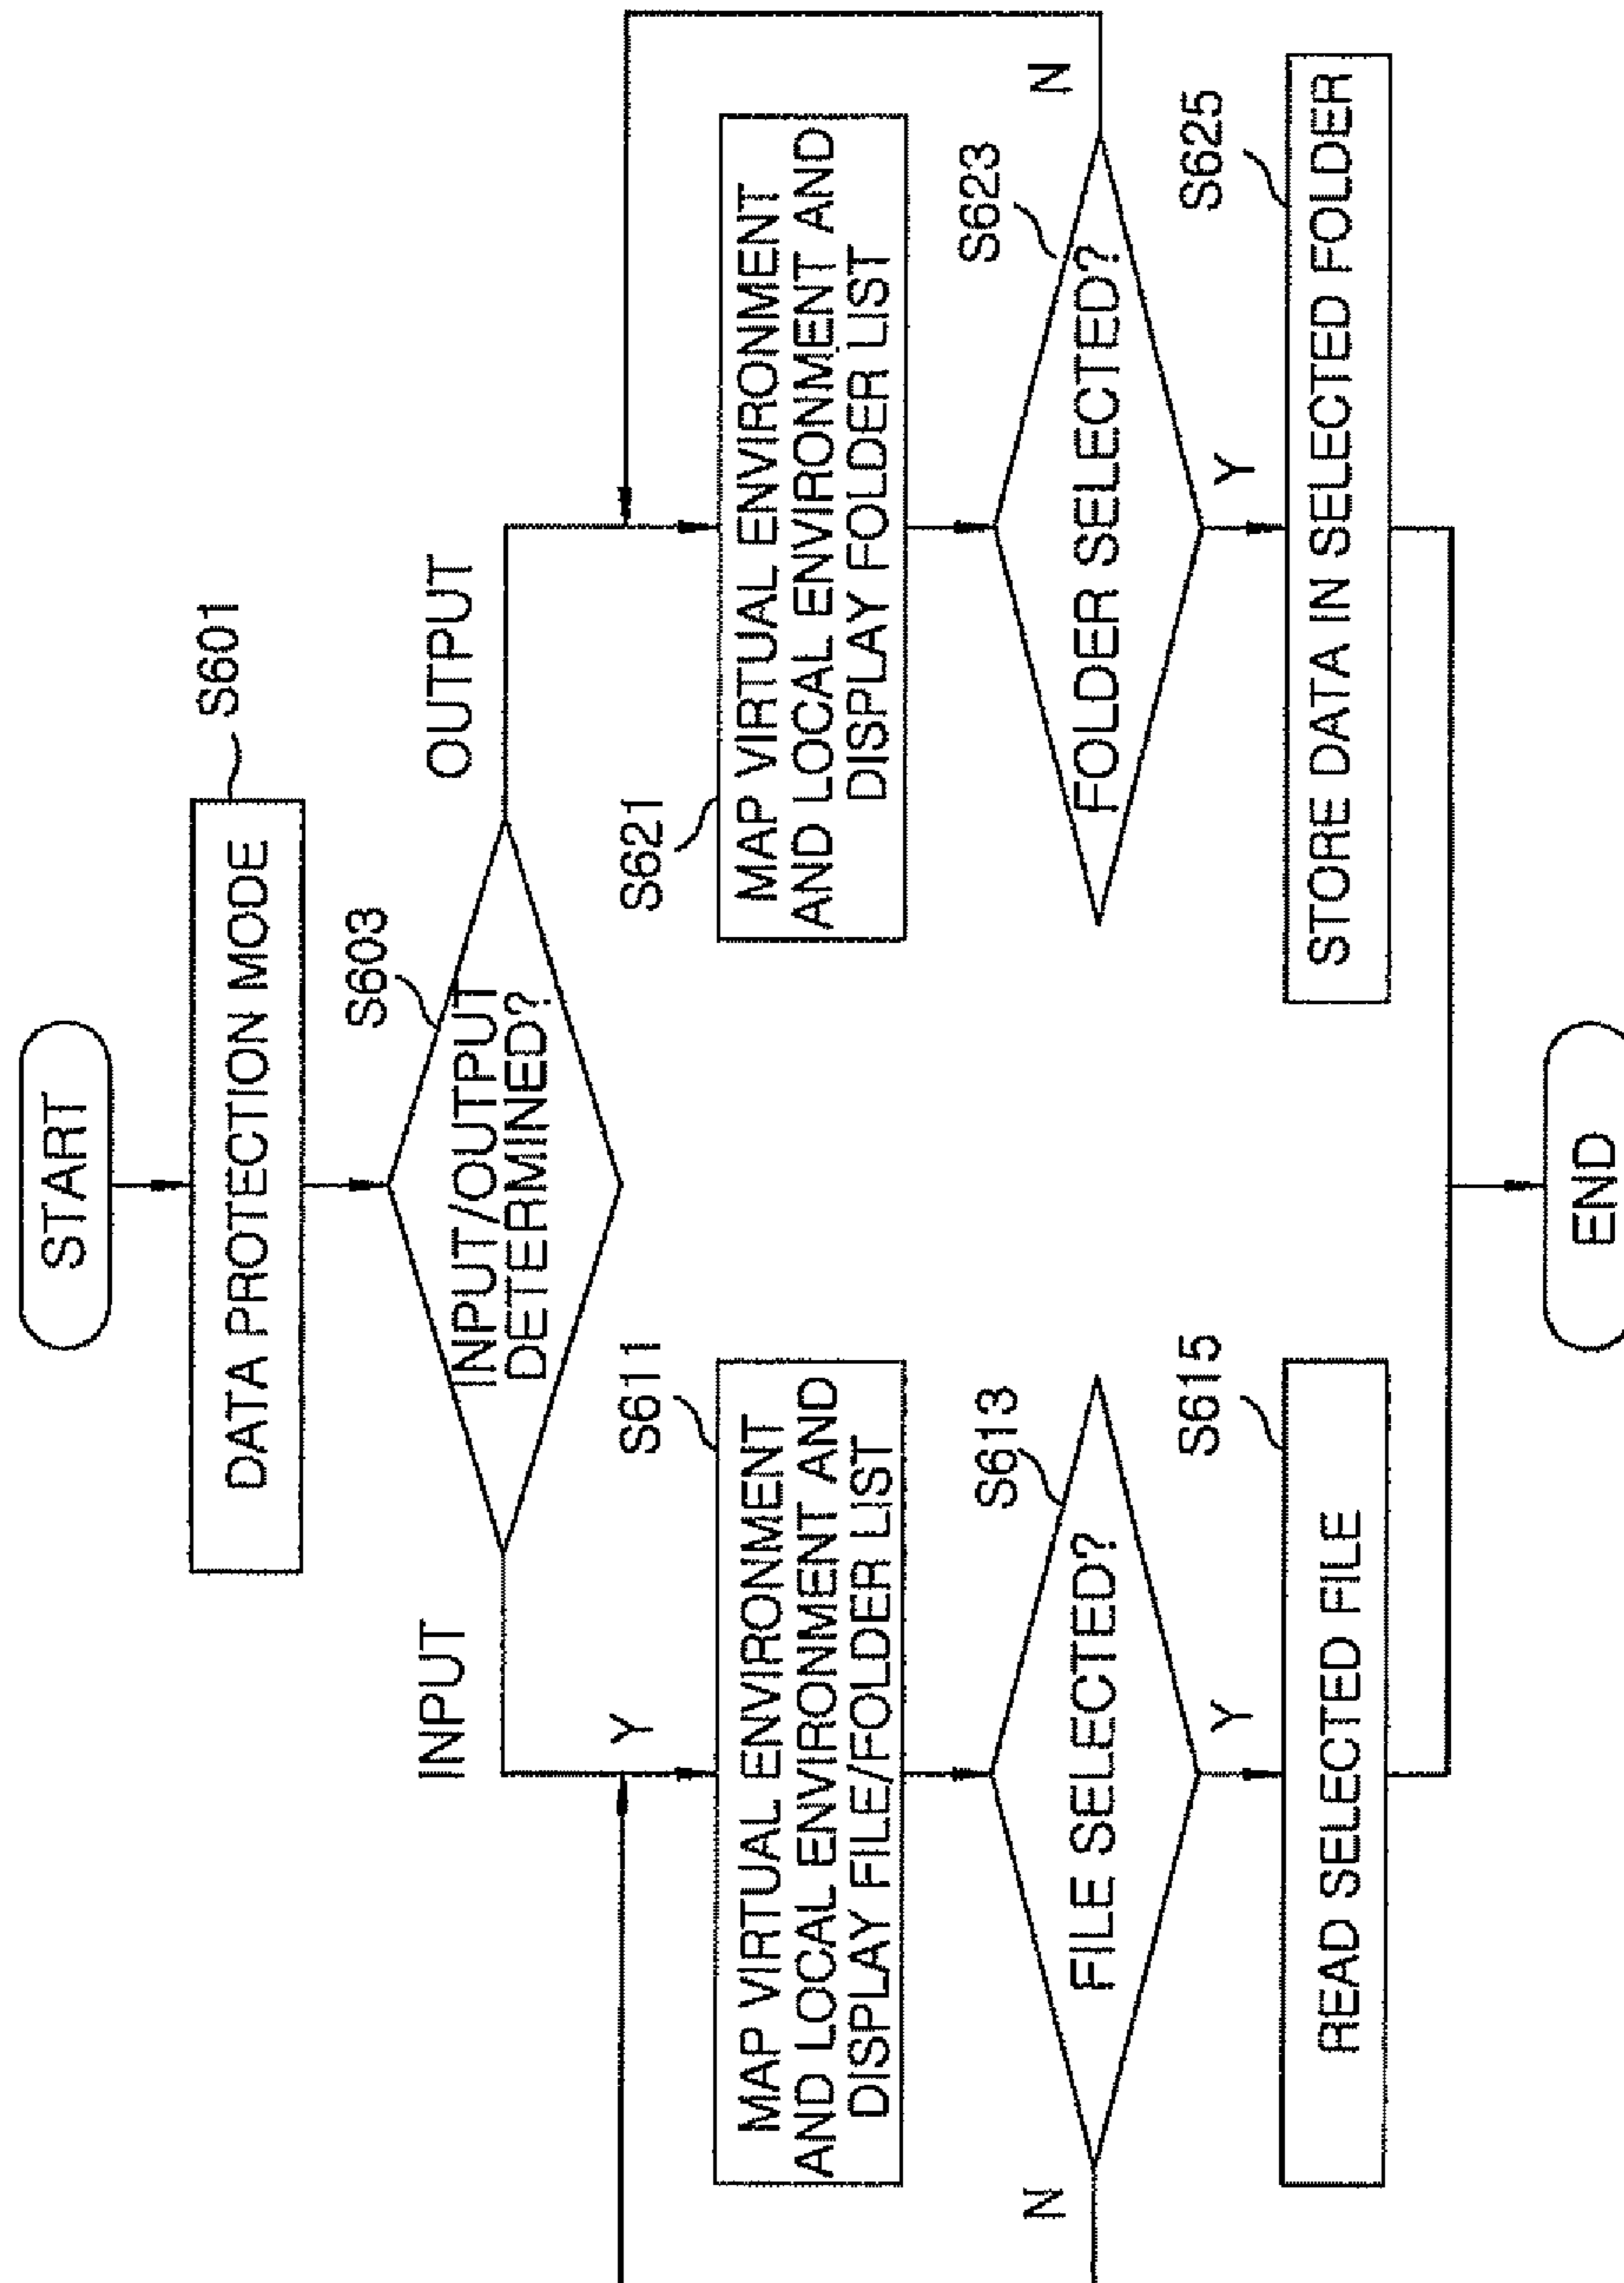 START
DATA PROTECTION MODE
S601
S603
INPUT/OUTPUT
DETERMINED?
INPUT
OUTPUT
Y
S611
MAP VIRTUAL ENVIRONMENT
AND LOCAL ENVIRONMENT AND
DISPLAY FILE/FOLDER LIST
S613
FILE SELECTED?
N
Y
S615
READ SELECTED FILE
S621
MAP VIRTUAL ENVIRONMENT
AND LOCAL ENVIRONMENT AND
DISPLAY FOLDER LIST
S623
FOLDER SELECTED?
N
Y
S625
STORE DATA IN SELECTED FOLDER
END